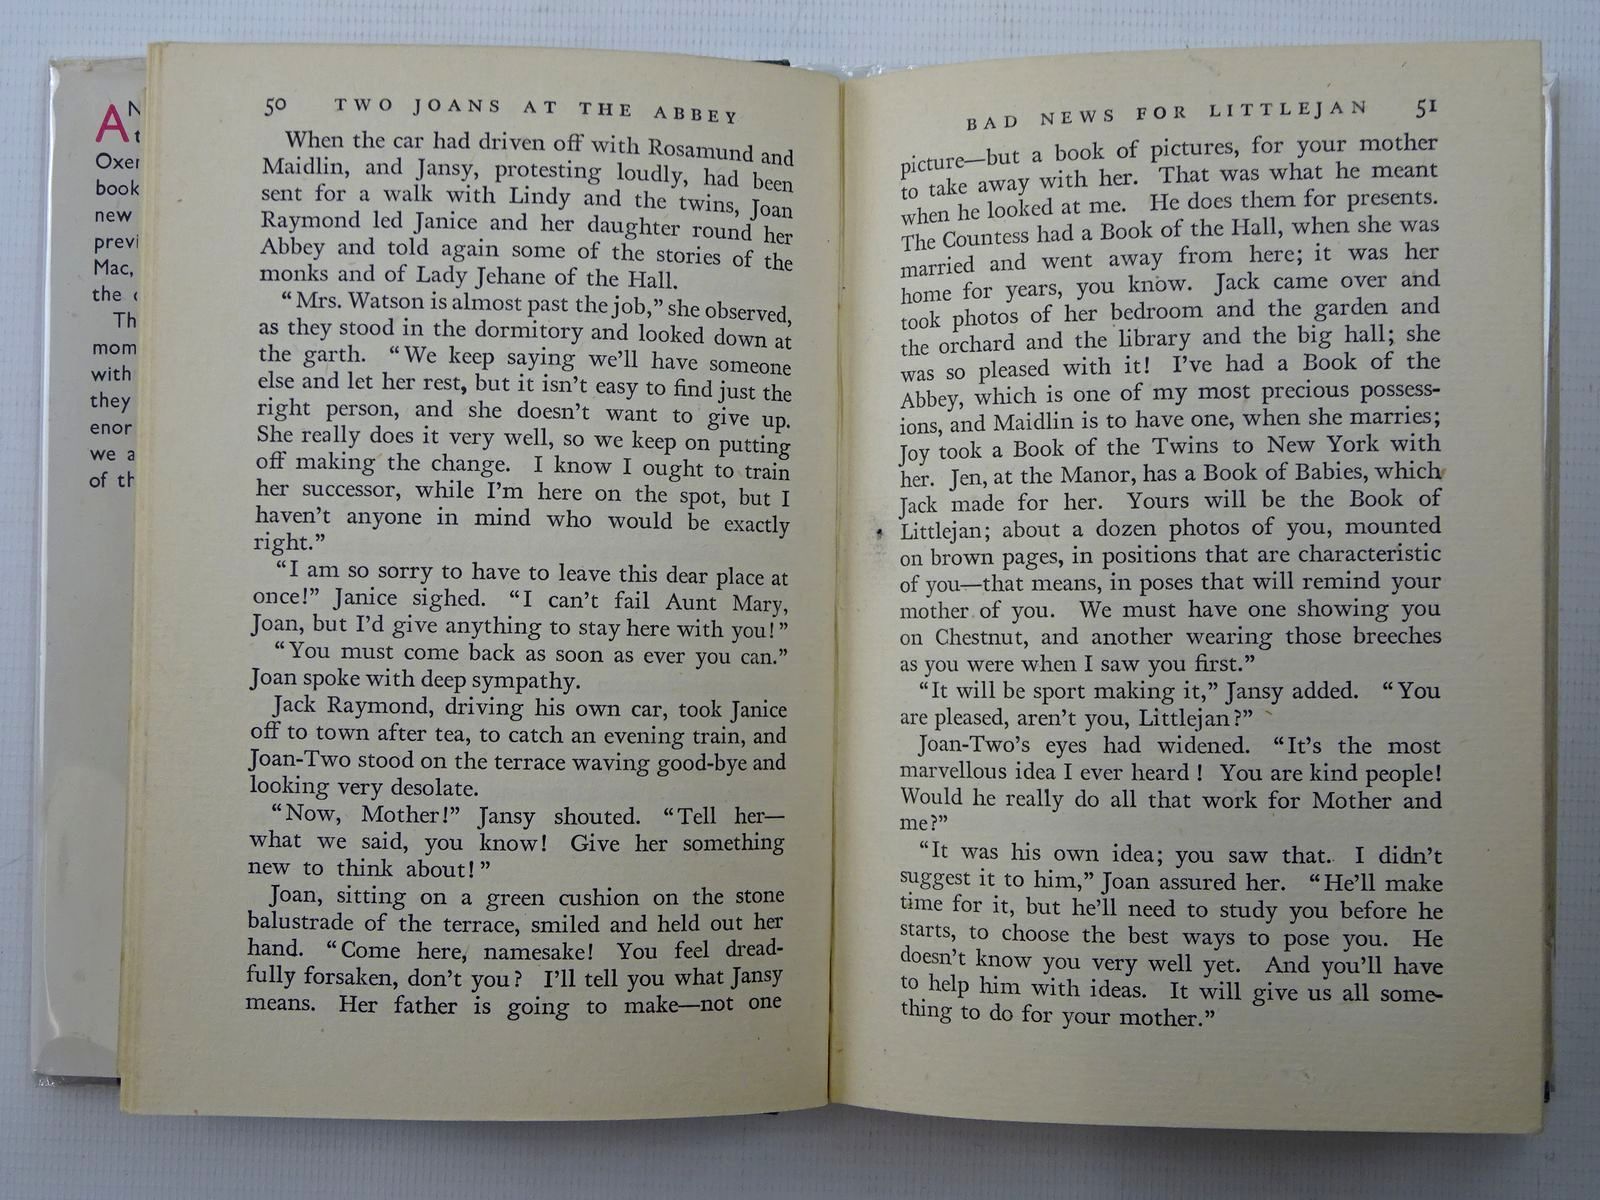 A N
t
Oxer
book
new
previ
Mac,
the
Th
mom
with
they
enor
we a
of th
50 TWO JOANS AT THE ABBEY
When the car had driven off with Rosamund and
Maidlin, and Jansy, protesting loudly, had been
sent for a walk with Lindy and the twins, Joan
Raymond led Janice and her daughter round her
Abbey and told again some of the stories of the
monks and of Lady Jehane of the Hall.
“Mrs. Watson is almost past the job,” she observed,
as they stood in the dormitory and looked down at
the garth. “We keep saying we’ll have someone
else and let her rest, but it isn’t easy to find just the
right person, and she doesn’t want to give up.
She really does it very well, so we keep on putting
off making the change. I know I ought to train
her successor, while I’m here on the spot, but I
haven’t anyone in mind who would be exactly
right.”
“I am so sorry to have to leave this dear place at
once!” Janice sighed. “I can’t fail Aunt Mary,
Joan, but I’d give anything to stay here with you!”
“You must come back as soon as ever you can.”
Joan spoke with deep sympathy.
Jack Raymond, driving his own car, took Janice
off to town after tea, to catch an evening train, and
Joan-Two stood on the terrace waving good-bye and
looking very desolate.
“Now, Mother!” Jansy shouted. “Tell her—
what we said, you know! Give her something
new to think about!”
Joan, sitting on a green cushion on the stone
balustrade of the terrace, smiled and held out her
hand. “Come here, namesake! You feel dread-
fully forsaken, don’t you? I’ll tell you what Jansy
means. Her father is going to make—not one
BAD NEWS FOR LITTLEJAN 51
picture—but a book of pictures, for your mother
to take away with her. That was what he meant
when he looked at me. He does them for presents.
The Countess had a Book of the Hall, when she was
married and went away from here; it was her
home for years, you know. Jack came over and
took photos of her bedroom and the garden and
the orchard and the library and the big hall; she
was so pleased with it! I’ve had a Book of the
Abbey, which is one of my most precious possess-
ions, and Maidlin is to have one, when she marries;
Joy took a Book of the Twins to New York with
her. Jen, at the Manor, has a Book of Babies, which
Jack made for her. Yours will be the Book of
Littlejan; about a dozen photos of you, mounted
on brown pages, in positions that are characteristic
of you—that means, in poses that will remind your
mother of you. We must have one showing you
on Chestnut, and another wearing those breeches
as you were when I saw you first.”
“It will be sport making it,” Jansy added. “You
are pleased, aren’t you, Littlejan?”
Joan-Two’s eyes had widened. “It’s the most
marvellous idea I ever heard! You are kind people!
Would he really do all that work for Mother and
me?”
“It was his own idea; you saw that. I didn’t
suggest it to him,” Joan assured her. “He’ll make
time for it, but he’ll need to study you before he
starts, to choose the best ways to pose you. He
doesn’t know you very well yet. And you’ll have
to help him with ideas. It will give us all some-
thing to do for your mother.”